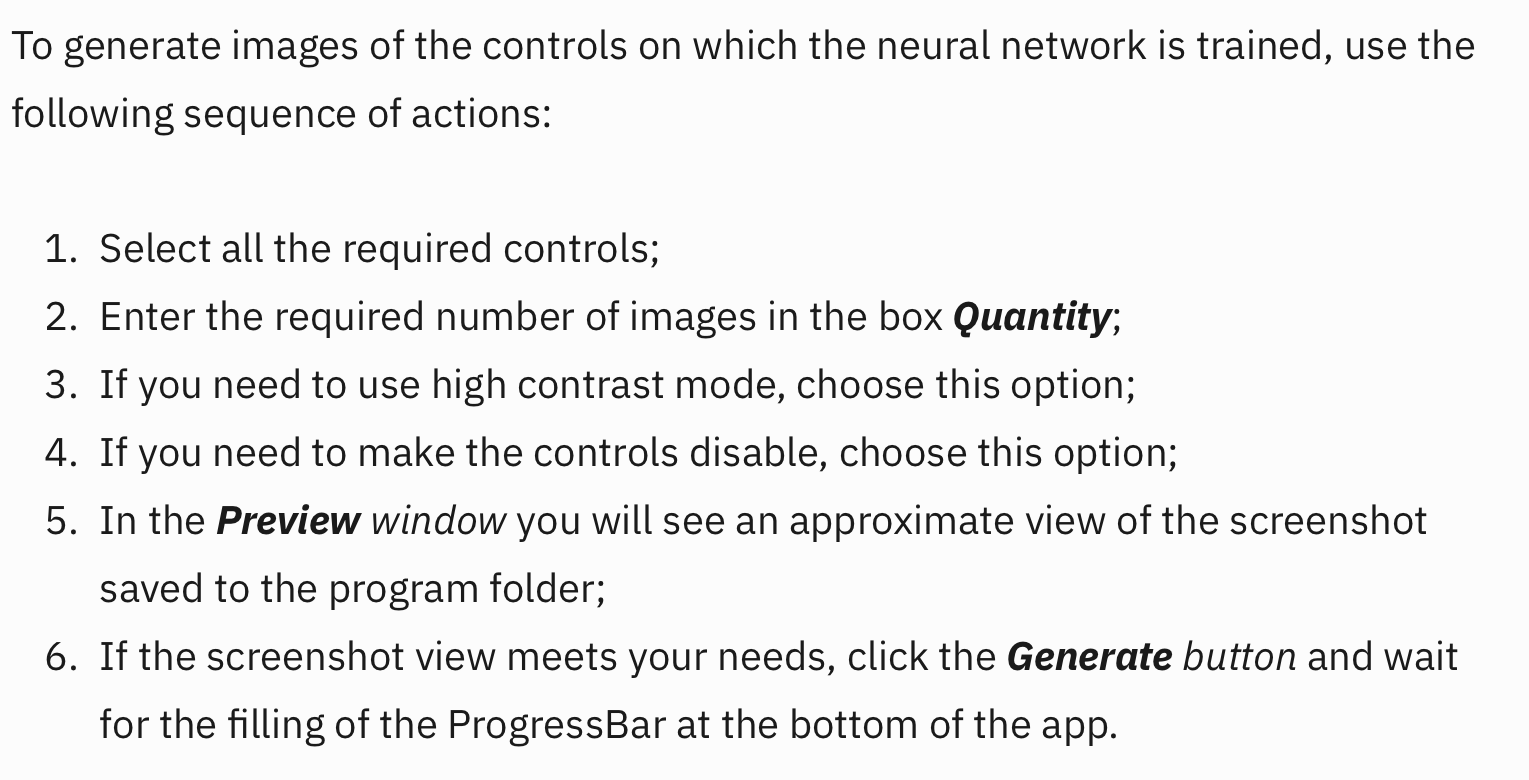 To generate images of the controls on which the neural network is trained, use the
following sequence of actions:
1. Select all the required controls;
2. Enter the required number of images in the box Quantity;
3. If you need to use high contrast mode, choose this option;
4. If you need to make the controls disable, choose this option;
5. In the Preview window you will see an approximate view of the screenshot
saved to the program folder;
6. If the screenshot view meets your needs, click the Generate button and wait
for the filling of the ProgressBar at the bottom of the app.